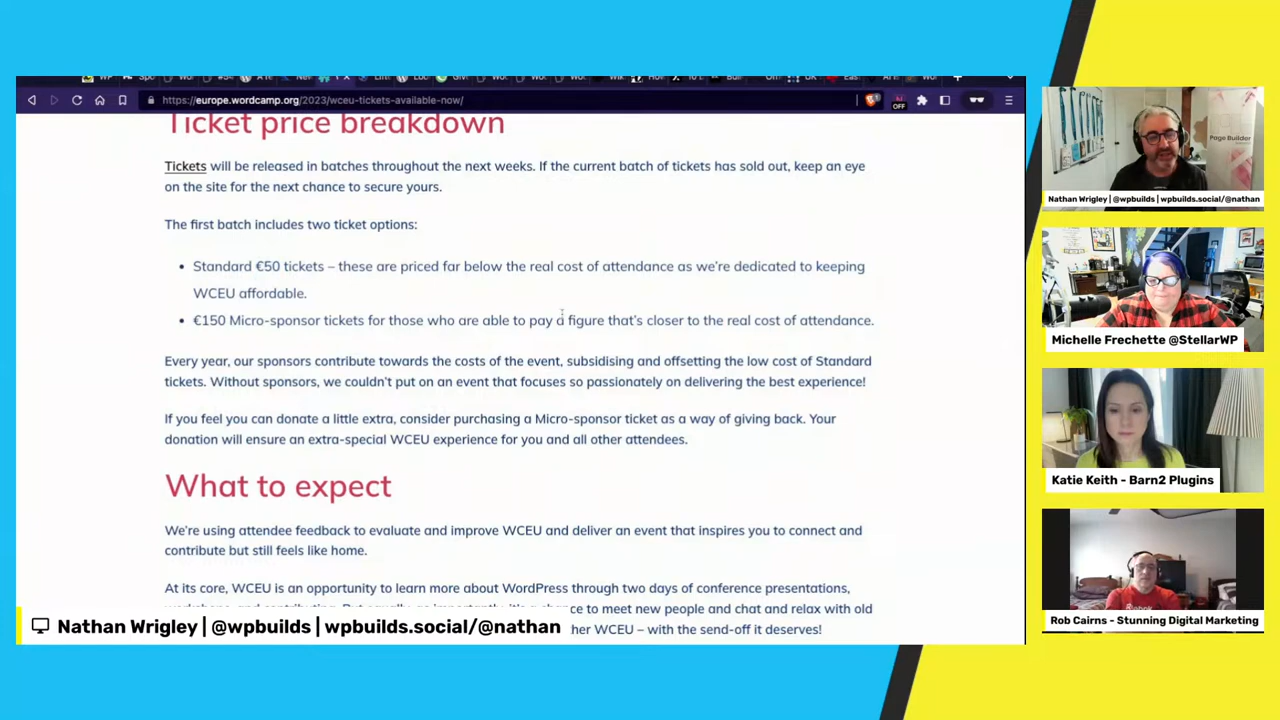 https://europe.wordcamp.org/2023/wceu-tickets-available-now/
OFF
Ticket price breakdown
Tickets will be released in batches throughout the next weeks. If the current batch of tickets has sold out, keep an eye
on the site for the next chance to secure yours.
The first batch includes two ticket options:
• Standard €50 tickets – these are priced far below the real cost of attendance as we're dedicated to keeping
WCEU affordable.
• €150 Micro-sponsor tickets for those who are able to pay a figure that's closer to the real cost of attendance.
Every year, our sponsors contribute towards the costs of the event, subsidising and offsetting the low cost of Standard
tickets. Without sponsors, we couldn't put on an event that focuses so passionately on delivering the best experience!
If you feel you can donate a little extra, consider purchasing a Micro-sponsor ticket as a way of giving back. Your
donation will ensure an extra-special WCEU experience for you and all other attendees.
What to expect
We're using attendee feedback to evaluate and improve WCEU and deliver an event that inspires you to connect and
contribute but still feels like home.
At its core, WCEU is an opportunity to learn more about WordPress through two days of conference presentations,
ce to meet new people and chat and relax with old
her WCEU – with the send-off it deserves!
Nathan Wrigley | @wpbuilds | wpbuilds.social/@nathan
Page Builder
Nathan Wrigley | @wpbuilds | wpbuilds.social/@nathan
Michelle Frechette @StellarWP
Katie Keith - Barn2 Plugins
Rob Cairns - Stunning Digital Marketing